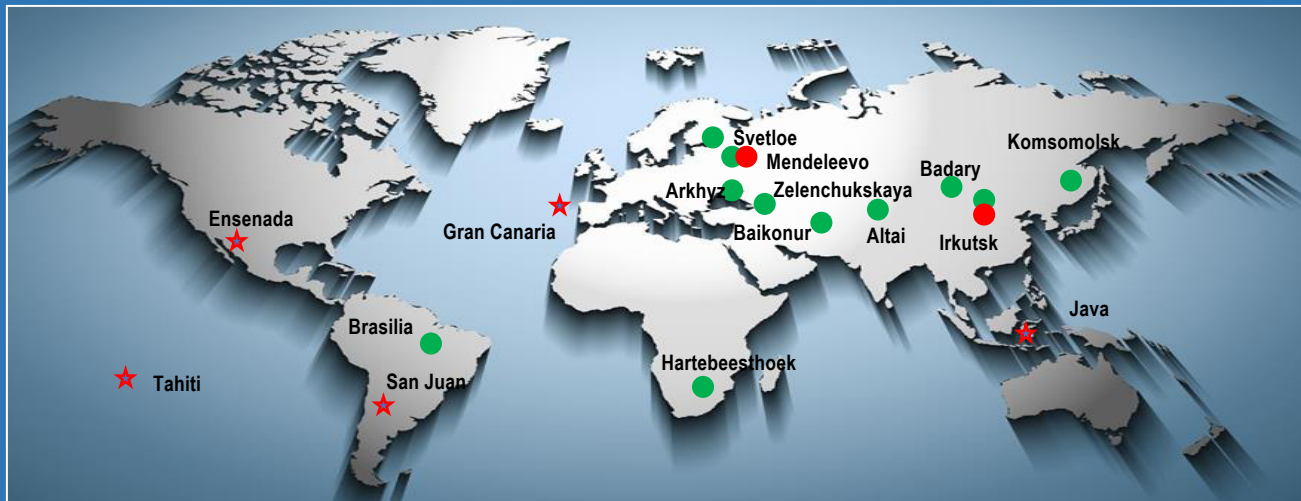 Svetloe
Komsomolsk
Mendeleevo
Badary
Arkhyz
Zelenchukskaya
Ensenada
Gran Canaria
Baikonur
Altai
Irkutsk
Java
Brasilia
Hartebeesthoek
Tahiti
San Juan